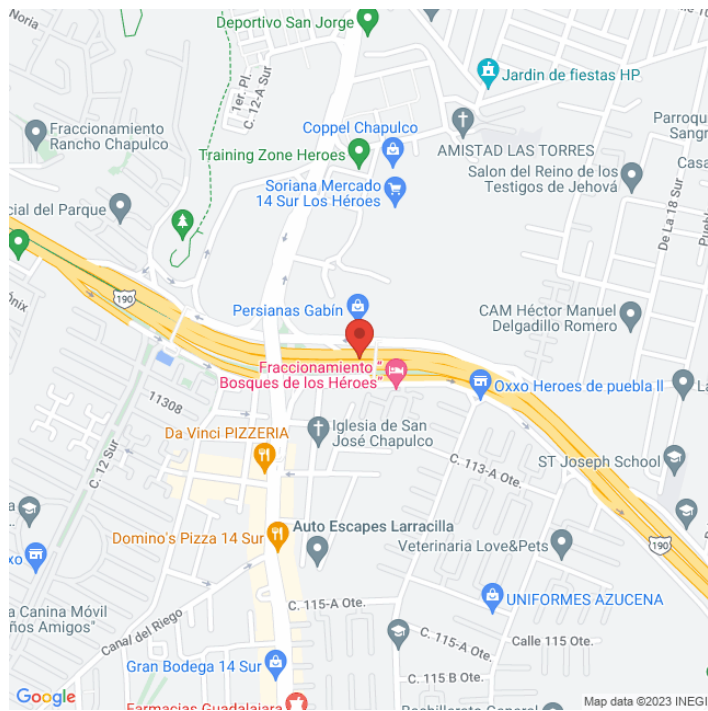 Noria
Deportivo San Jorge
1er. Pl.
C. 12-A Sur
Jardin de fiestas HP
Fraccionamiento
Rancho Chapulco
Coppel Chapulco
AMISTAD LAS TORRES
Parroq
Sangr
Casa
Training Zone Heroes
Salon del Reino de los
Testigos de Jehová
Soriana Mercado
14 Sur Los Héroes
De La 18 Sur
Puebl
cial del Parque
190
Persianas Gabín
CAM Héctor Manuel
Delgadillo Romero
Fraccionamiento "
Bosques de los Héroes"
Oxxo Heroes de puebla II
La
11308
Da Vinci PIZZERIA
Iglesia de San
José Chapulco
C. 12 Sur
C. 113-A Ote.
ST Joseph School
Domino's Pizza 14 Sur
Auto Escapes Larracilla
Veterinaria Love&Pets
190
a
xxo
C. 115-A Ote.
UNIFORMES AZUCENA
a Canina Móvil
ños Amigos"
Canal del Riego
C. 115-A Ote.
Calle 115 Ote.
Gran Bodega 14 Sur
C. 115 B Ote.
Google
Farmacias Guadalajara
Map data ©2023 INEGI